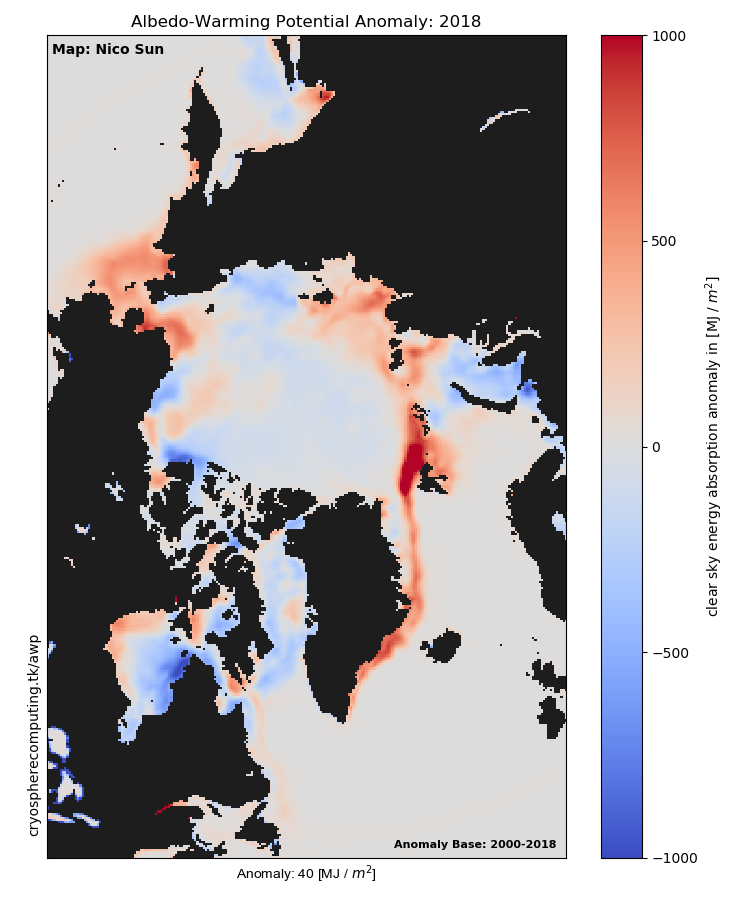 Albedo-Warming Potential Anomaly: 2018
Map: Nico Sun
1000
500
0
−500
−1000
clear sky energy absorption anomaly in [MJ / m²]
cryospherecomputing.tk/awp
Anomaly Base: 2000-2018
Anomaly: 40 [MJ / m²]